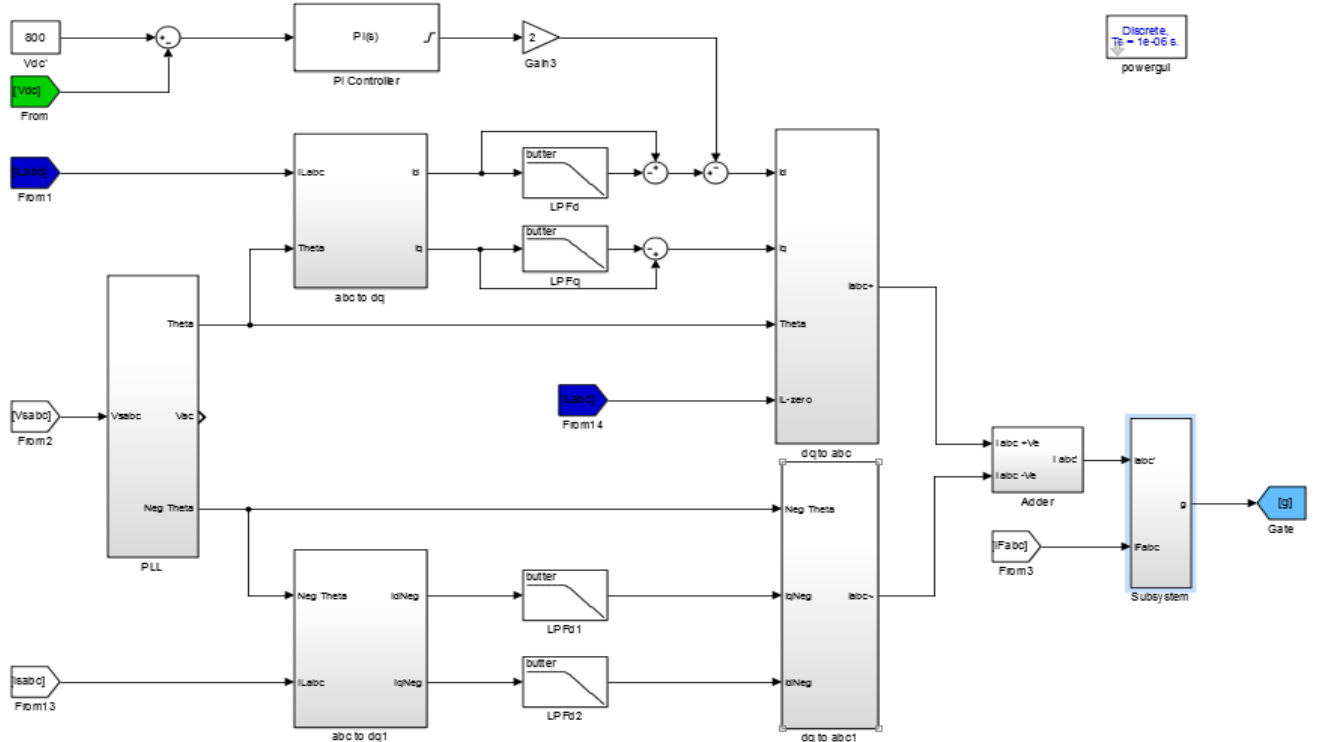 800
Vdc'
[Vdc]
From
PI(s)
PI Controller
2
Gain3
Discrete,
Ts = 1e-06 s.
powergui
[ILabc]
From1
ILabc
Id
Theta
Iq
abc to dq
butter
LPFd
butter
LPFq
Id
Iq
Theta
IL-zero
Iabc+
dq to abc
[Vsabc]
From2
Theta
Vsabc
Vac
Neg Theta
PLL
[ILabc]
From14
Neg Theta
IqNeg
IdNeg
Iabc~
dq to abc1
I abc +Ve
I abc'
I abc -Ve
Adder
[IFabc]
From3
Iabc'
g
IFabc
Subsystem
[g]
Gate
Neg Theta
IdNeg
ILabc
IqNeg
abc to dq1
butter
LPFd1
butter
LPFd2
[Isabc]
From13